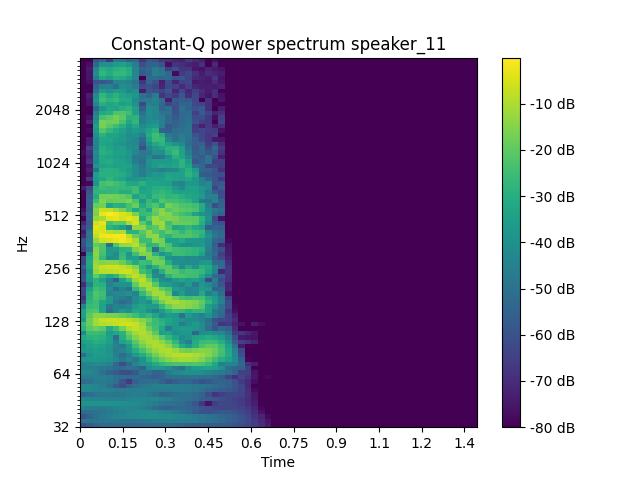 Constant-Q power spectrum speaker_11
Hz
2048
1024
512
256
128
64
32
0 0.15 0.3 0.45 0.6 0.75 0.9 1.1 1.2 1.4
Time
-10 dB
-20 dB
-30 dB
-40 dB
-50 dB
-60 dB
-70 dB
-80 dB